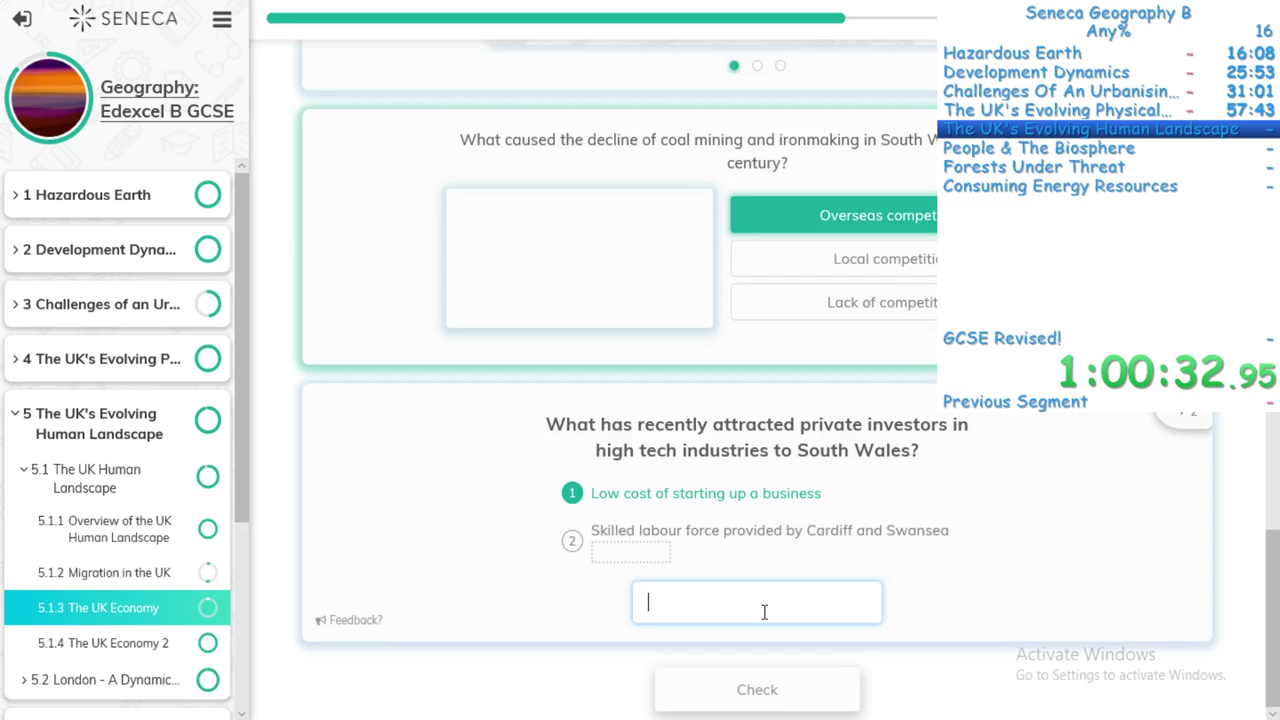 SENECA
Geography:
Edexcel B GCSE
1 Hazardous Earth
2 Development Dyna...
3 Challenges of an Ur...
4 The UK's Evolving P...
5 The UK's Evolving
Human Landscape
5.1 The UK Human
Landscape
5.1.1 Overview of the UK
Human Landscape
5.1.2 Migration in the UK
5.1.3 The UK Economy
5.1.4 The UK Economy 2
5.2 London - A Dynamic...
What caused the decline of coal mining and ironmaking in South W
century?
Overseas compet
Local competiti
Lack of competit
What has recently attracted private investors in
high tech industries to South Wales?
1 Low cost of starting up a business
2 Skilled labour force provided by Cardiff and Swansea
Feedback?
Check
Seneca Geography B
Any% 16
Hazardous Earth - 16:08
Development Dynamics - 25:53
Challenges Of An Urbanisin... - 31:01
The UK's Evolving Physical... - 57:43
The UK's Evolving Human Landscape -
People & The Biosphere -
Forests Under Threat -
Consuming Energy Resources -
GCSE Revised! -
1:00:32.95
Previous Segment -
Activate Windows
Go to Settings to activate Windows.